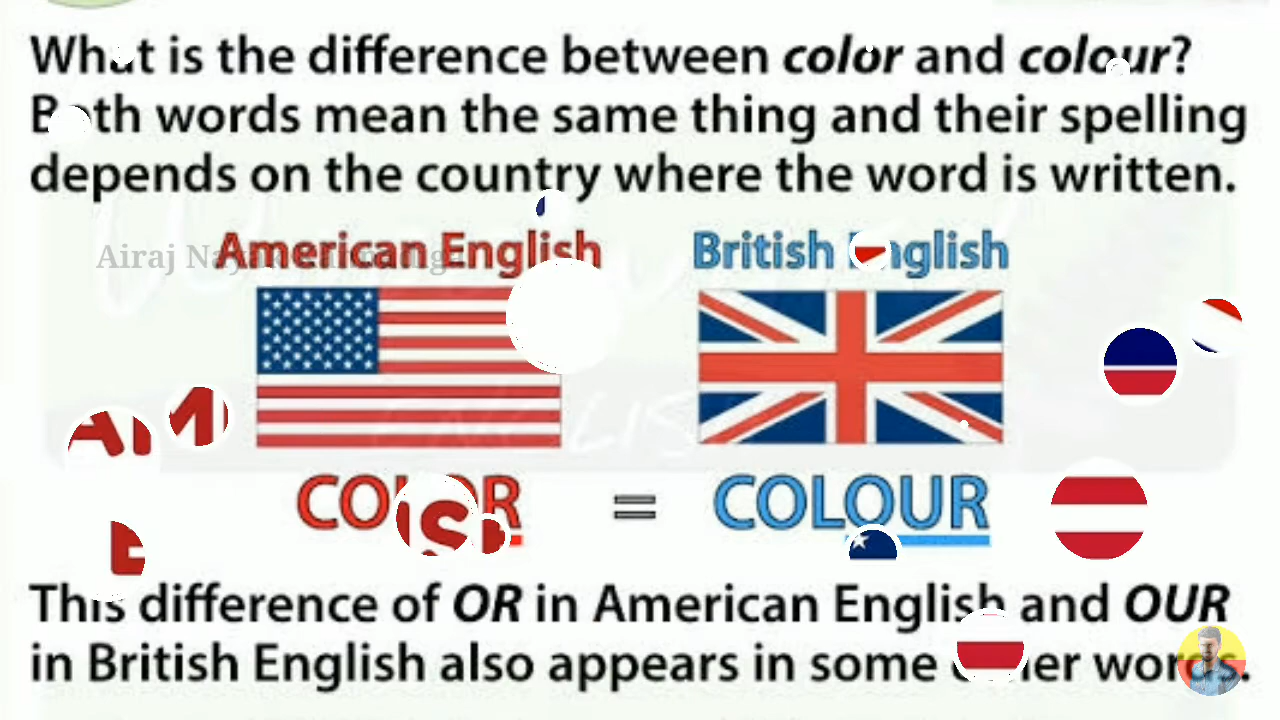 What is the difference between color and colour?
Both words mean the same thing and their spelling
depends on the country where the word is written.
Airaj Nayak
American English
British English
COLOR = COLOUR
This difference of OR in American English and OUR
in British English also appears in some other words.